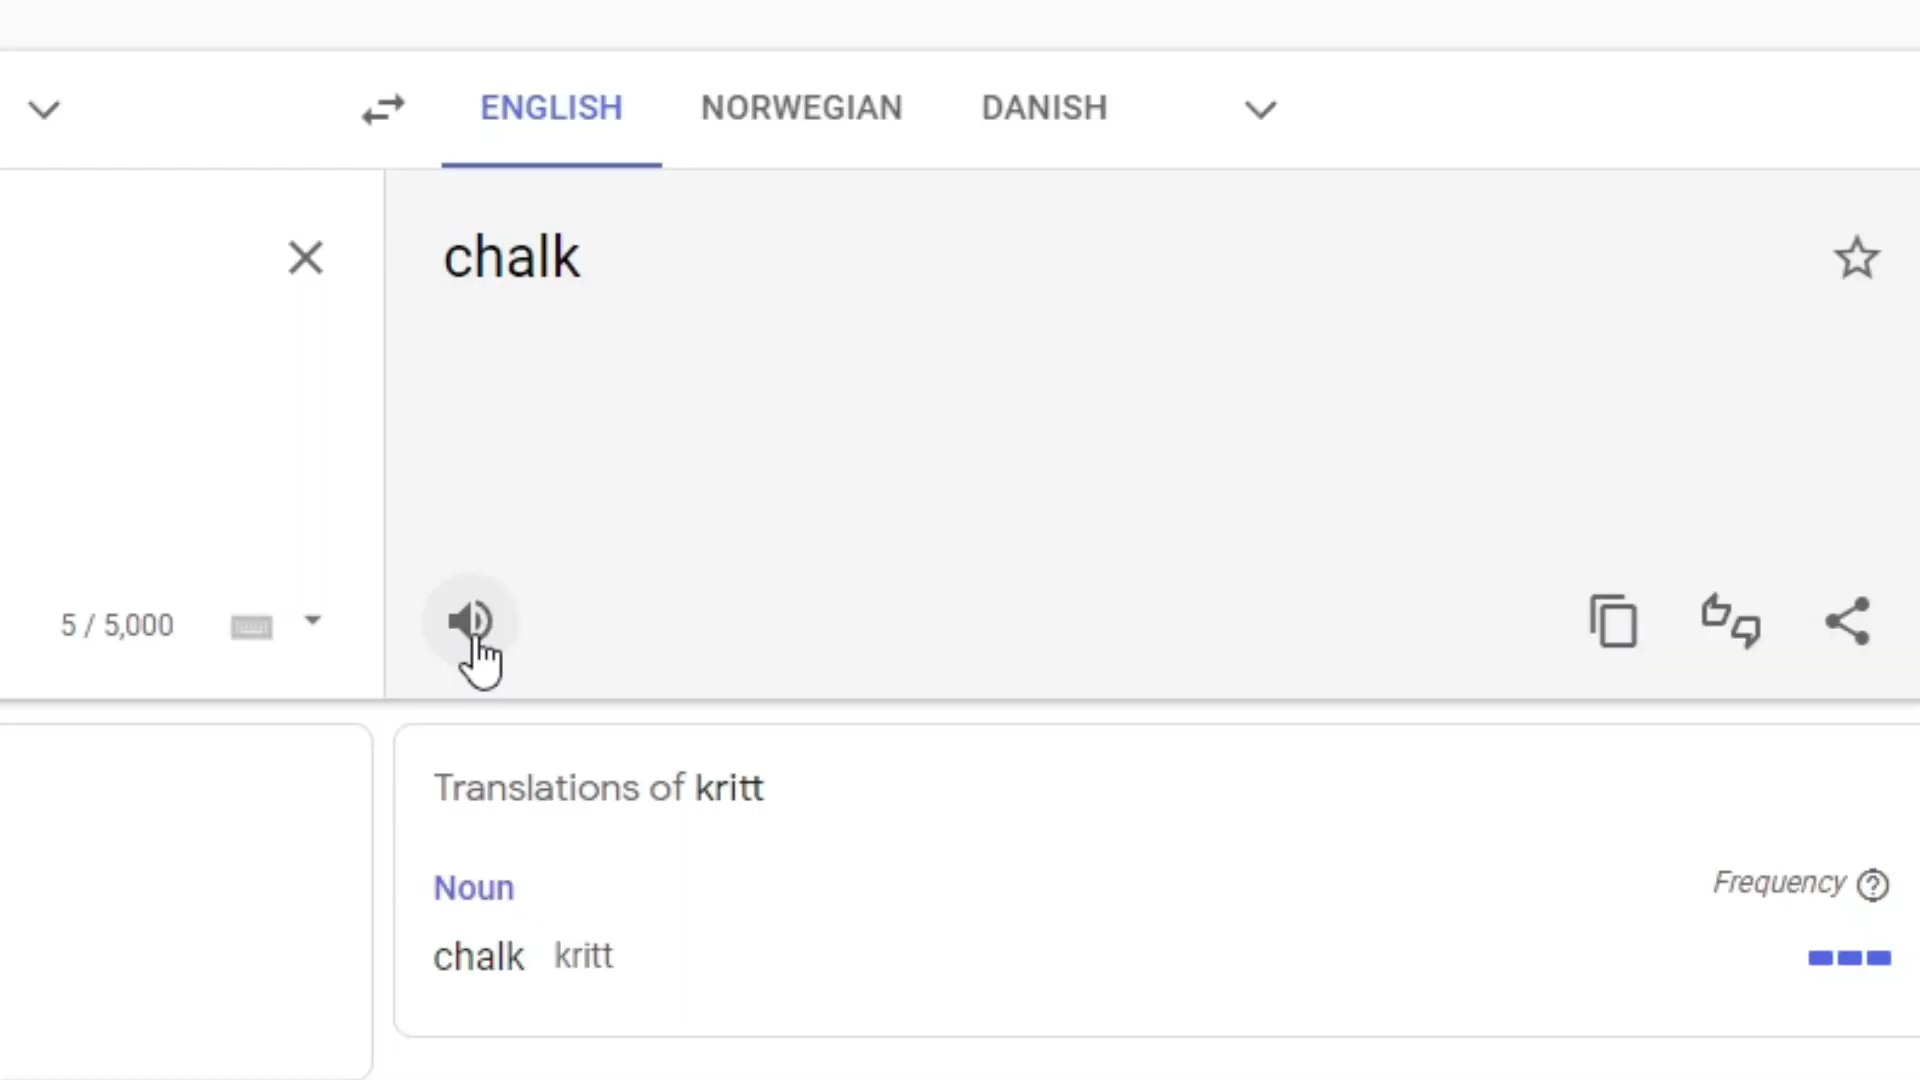 ENGLISH NORWEGIAN DANISH
chalk
5 / 5,000
Translations of kritt
Noun
Frequency
chalk kritt